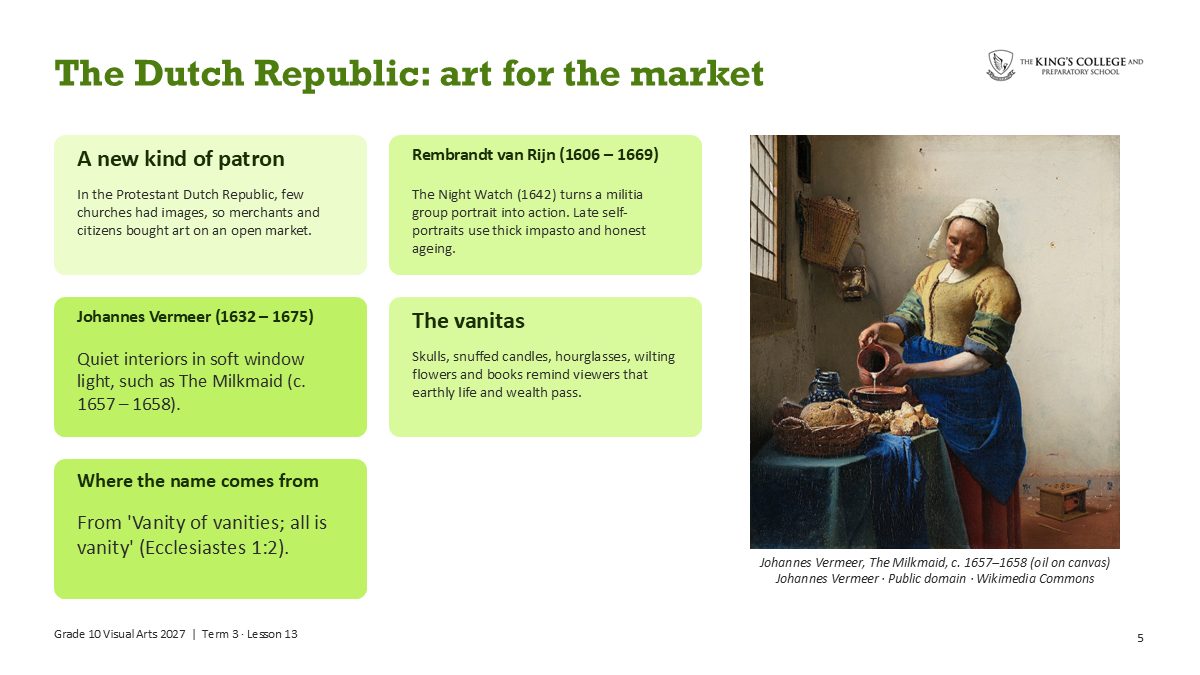 The Dutch Republic: art for the market
THE KING'S COLLEGE AND
PREPARATORY SCHOOL
A new kind of patron
In the Protestant Dutch Republic, few
churches had images, so merchants and
citizens bought art on an open market.
Rembrandt van Rijn (1606 – 1669)
The Night Watch (1642) turns a militia
group portrait into action. Late self-
portraits use thick impasto and honest
ageing.
Johannes Vermeer (1632 – 1675)
Quiet interiors in soft window
light, such as The Milkmaid (c.
1657 – 1658).
The vanitas
Skulls, snuffed candles, hourglasses, wilting
flowers and books remind viewers that
earthly life and wealth pass.
Where the name comes from
From 'Vanity of vanities; all is
vanity' (Ecclesiastes 1:2).
Johannes Vermeer, The Milkmaid, c. 1657–1658 (oil on canvas)
Johannes Vermeer · Public domain · Wikimedia Commons
Grade 10 Visual Arts 2027 | Term 3 · Lesson 13
5